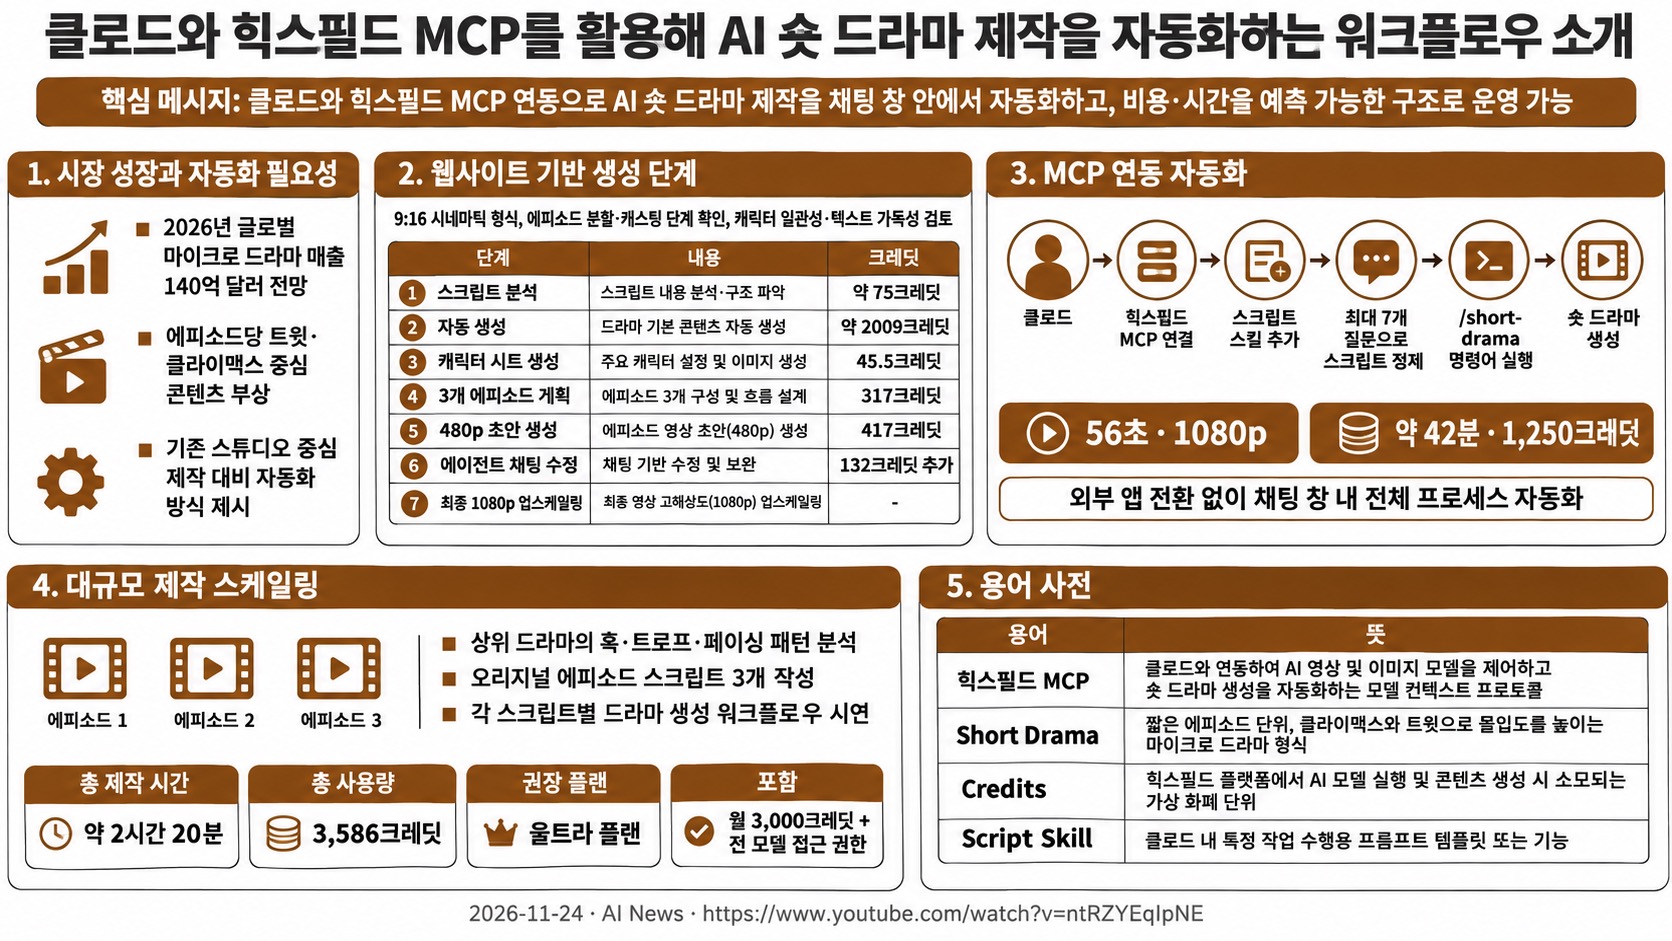 클로드와 힉스필드 MCP를 활용해 AI 숏 드라마 제작을 자동화하는 워크플로우 소개
핵심 메시지: 클로드와 힉스필드 MCP 연동으로 AI 숏 드라마 제작을 채팅 창 안에서 자동화하고, 비용·시간을 예측 가능한 구조로 운영 가능
1. 시장 성장과 자동화 필요성
■ 2026년 글로벌
마이크로 드라마 매출
140억 달러 전망
■ 에피소드당 트윗·
클라이맥스 중심
콘텐츠 부상
■ 기존 스튜디오 중심
제작 대비 자동화
방식 제시
2. 웹사이트 기반 생성 단계
9:16 시네마틱 형식, 에피소드 분할·캐스팅 단계 확인, 캐릭터 일관성·텍스트 가독성 검토
단계 내용 크레딧
1 스크립트 분석 스크립트 내용 분석·구조 파악 약 75크레딧
2 자동 생성 드라마 기본 콘텐츠 자동 생성 약 2009크레딧
3 캐릭터 시트 생성 주요 캐릭터 설정 및 이미지 생성 45.5크레딧
4 3개 에피소드 계획 에피소드 3개 구성 및 흐름 설계 317크레딧
5 480p 초안 생성 에피소드 영상 초안(480p) 생성 417크레딧
6 에이전트 채팅 수정 채팅 기반 수정 및 보완 132크레딧 추가
7 최종 1080p 업스케일링 최종 영상 고해상도(1080p) 업스케일링 -
3. MCP 연동 자동화
클로드
힉스필드
MCP 연결
스크립트
스킬 추가
최대 7개
질문으로
스크립트 정제
/short-
drama
명령어 실행
숏 드라마
생성
56초 · 1080p
약 42분 · 1,250크레딧
외부 앱 전환 없이 채팅 창 내 전체 프로세스 자동화
4. 대규모 제작 스케일링
에피소드 1
에피소드 2
에피소드 3
■ 상위 드라마의 훅·트로프·페이싱 패턴 분석
■ 오리지널 에피소드 스크립트 3개 작성
■ 각 스크립트별 드라마 생성 워크플로우 시연
총 제작 시간
약 2시간 20분
총 사용량
3,586크레딧
권장 플랜
울트라 플랜
포함
월 3,000크레딧 +
전 모델 접근 권한
5. 용어 사전
용어 뜻
힉스필드 MCP
클로드와 연동하여 AI 영상 및 이미지 모델을 제어하고
숏 드라마 생성을 자동화하는 모델 컨텍스트 프로토콜
Short Drama
짧은 에피소드 단위, 클라이맥스와 트윗으로 몰입도를 높이는
마이크로 드라마 형식
Credits
힉스필드 플랫폼에서 AI 모델 실행 및 콘텐츠 생성 시 소모되는
가상 화폐 단위
Script Skill
클로드 내 특정 작업 수행용 프롬프트 템플릿 또는 기능
2026-11-24 · AI News · https://www.youtube.com/watch?v=ntRZYEqIpNE